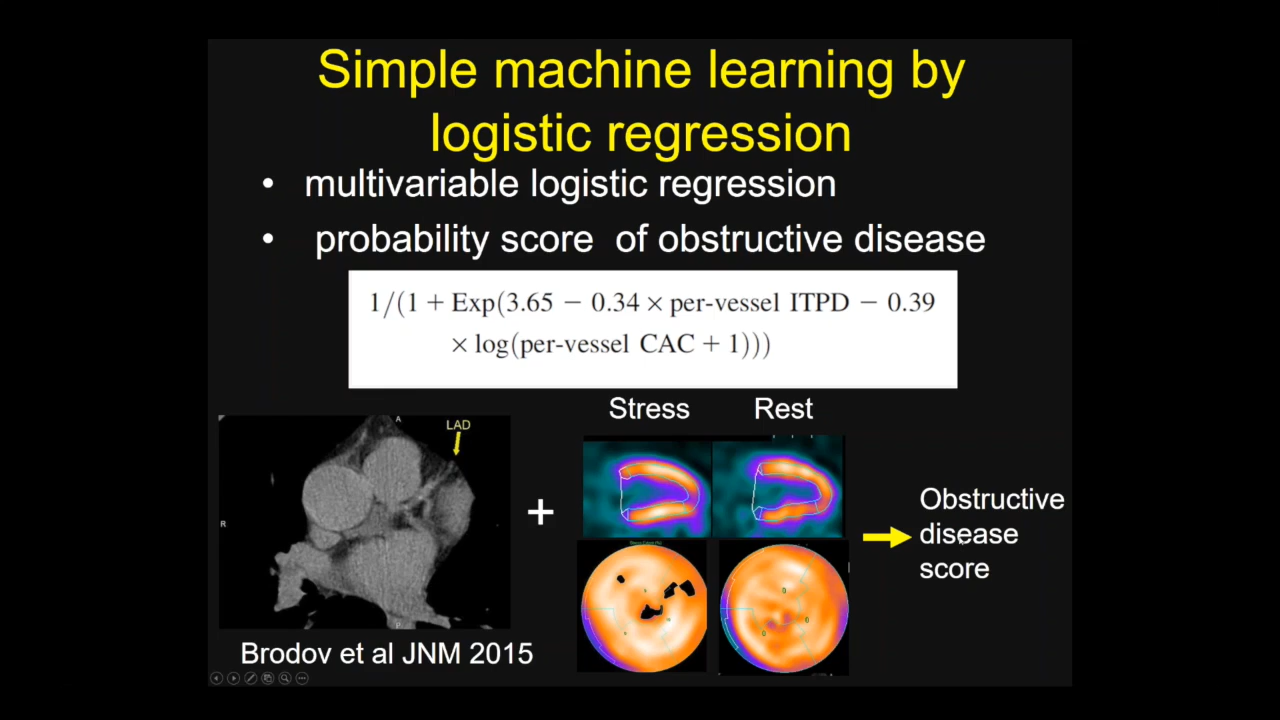 Simple machine learning by
logistic regression
• multivariable logistic regression
• probability score of obstructive disease
1/(1 + Exp(3.65 − 0.34 × per-vessel ITPD − 0.39
× log(per-vessel CAC + 1)))
Stress Rest
A
LAD
R
+
Obstructive
disease
score
P
Brodov et al JNM 2015